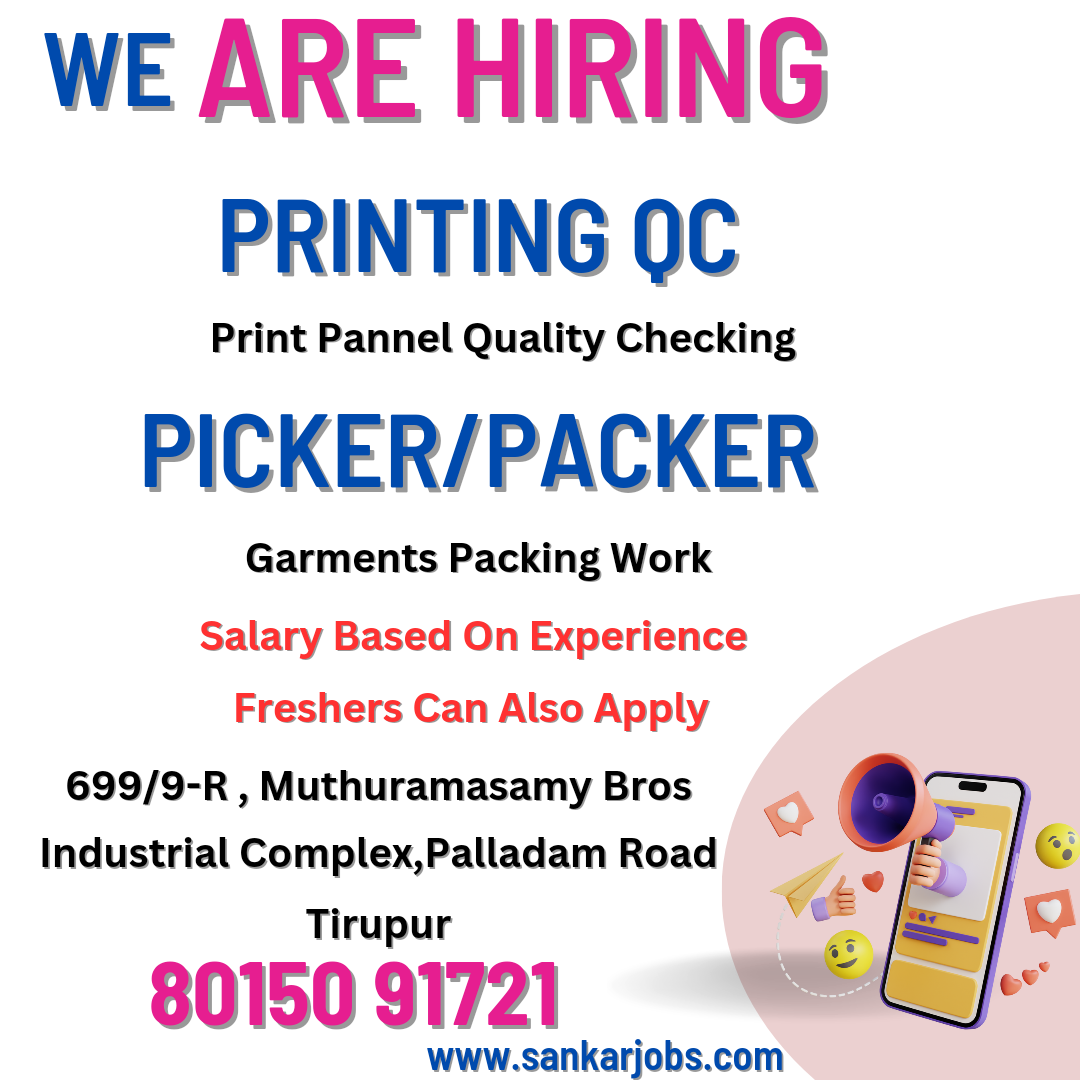 WE ARE HIRING
PRINTING QC
Print Pannel Quality Checking
PICKER/PACKER
Garments Packing Work
Salary Based On Experience
Freshers Can Also Apply
699/9-R , Muthuramasamy Bros
Industrial Complex,Palladam Road
Tirupur
80150 91721
www.sankarjobs.com